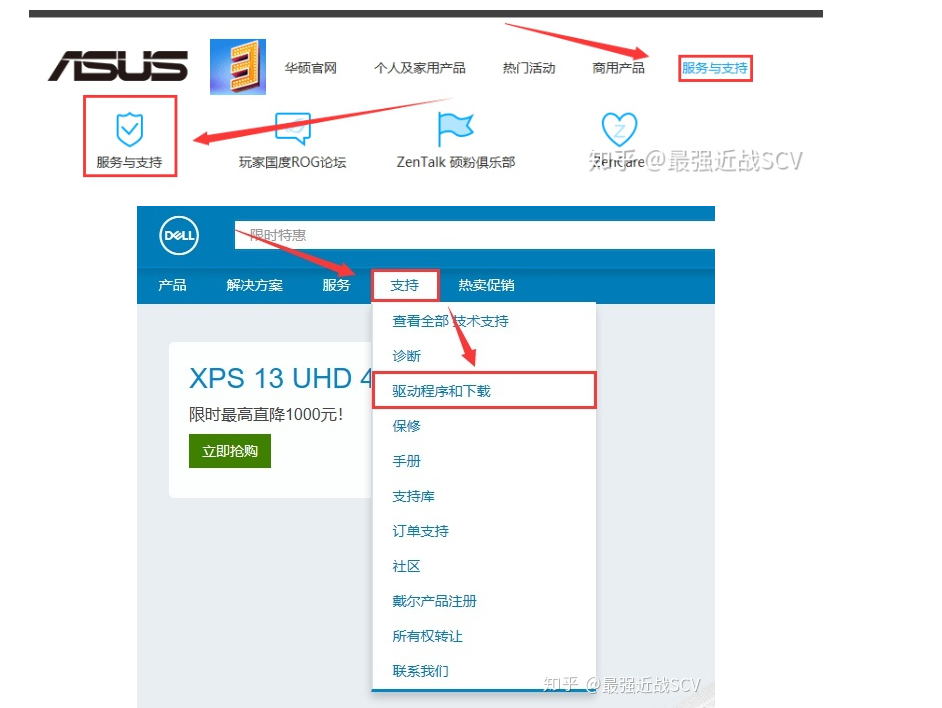 ASUS 华硕官网 个人及家用产品 热门活动 商用产品 服务与支持
服务与支持 玩家国度ROG论坛 ZenTalk 硕粉俱乐部 ZenCare
知乎 @最强近战SCV
DELL 限时特惠
产品 解决方案 服务 支持 热卖促销
查看全部 技术支持
诊断
驱动程序和下载
保修
手册
支持库
订单支持
社区
戴尔产品注册
所有权转让
联系我们
XPS 13 UHD 4
限时最高直降1000元!
立即抢购
知乎 @最强近战SCV